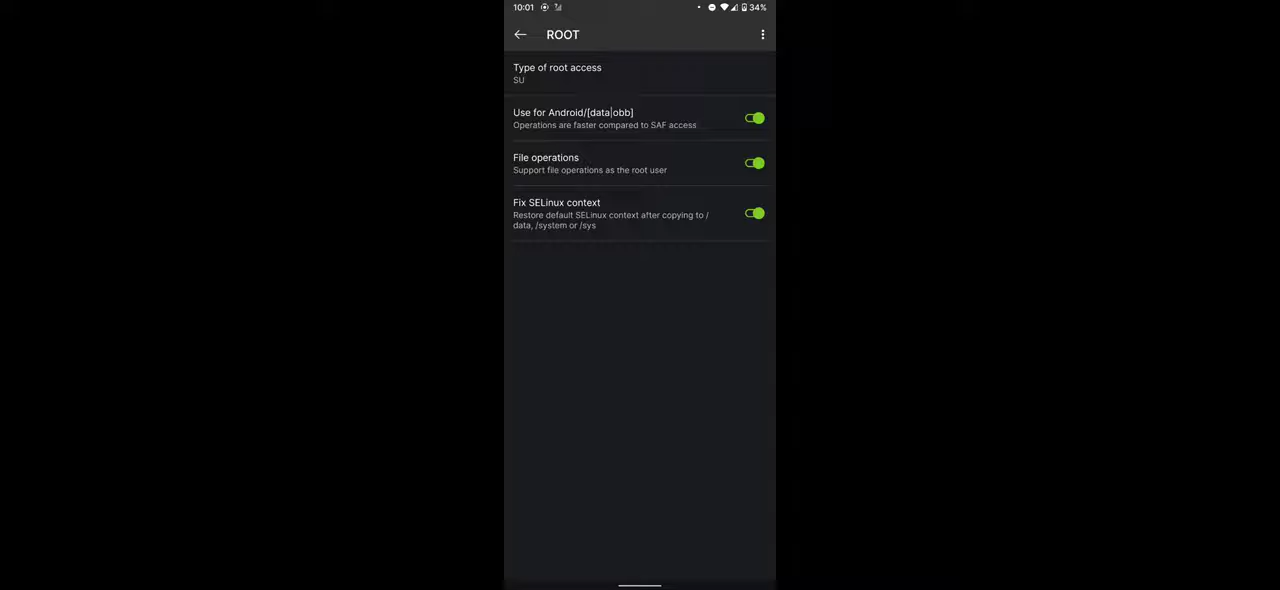 10:01
34%
ROOT
Type of root access
SU
Use for Android/[data|obb]
Operations are faster compared to SAF access
File operations
Support file operations as the root user
Fix SELinux context
Restore default SELinux context after copying to /
data, /system or /sys